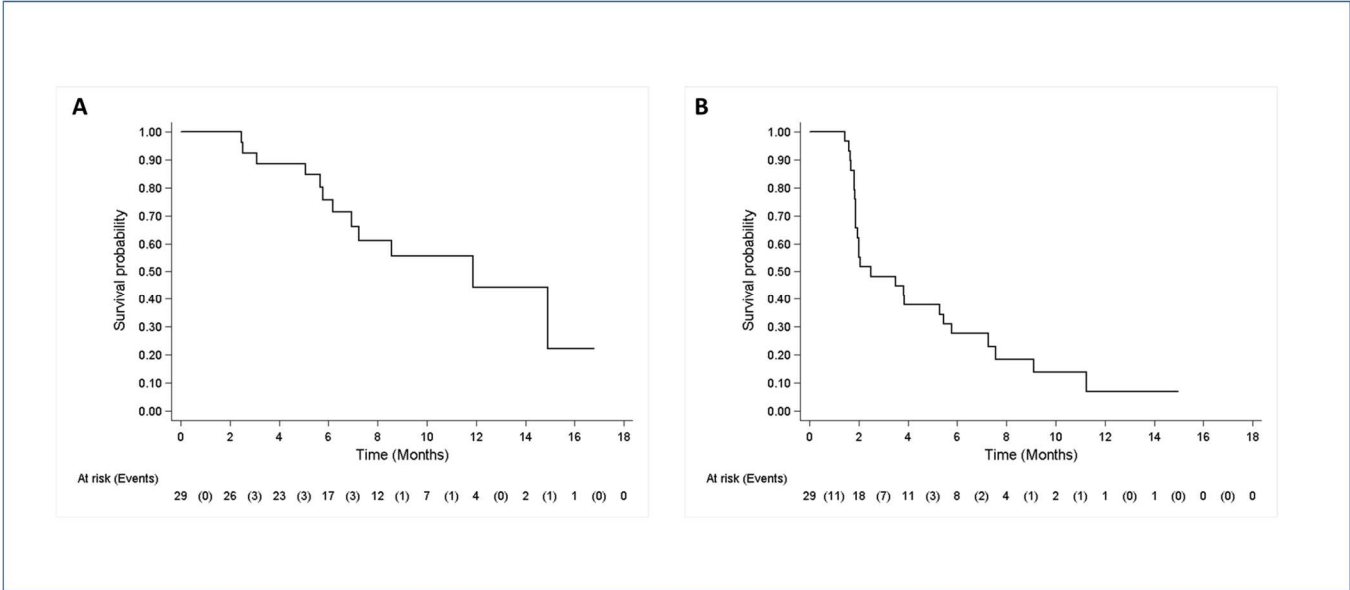 A
Survival probability
1.00
0.90
0.80
0.70
0.60
0.50
0.40
0.30
0.20
0.10
0.00
0 2 4 6 8 10 12 14 16 18
Time (Months)
At risk (Events)
29 (0) 26 (3) 23 (3) 17 (3) 12 (1) 7 (1) 4 (0) 2 (1) 1 (0) 0
B
Survival probability
1.00
0.90
0.80
0.70
0.60
0.50
0.40
0.30
0.20
0.10
0.00
0 2 4 6 8 10 12 14 16 18
Time (Months)
At risk (Events)
29 (11) 18 (7) 11 (3) 8 (2) 4 (1) 2 (1) 1 (0) 1 (0) 0 (0) 0